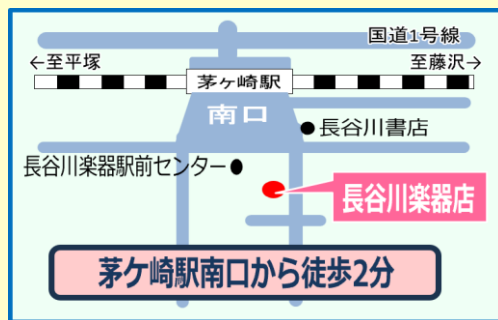 国道1号線
←至平塚
至藤沢→
茅ヶ崎駅
南口
長谷川書店
長谷川楽器駅前センター
長谷川楽器店
茅ケ崎駅南口から徒歩2分